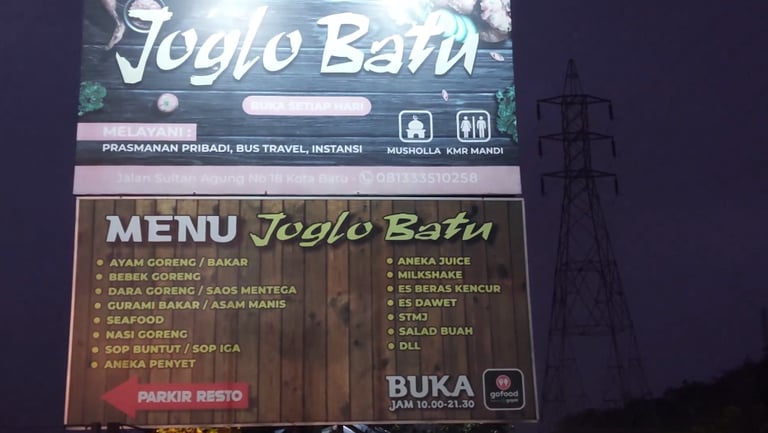 Joglo Batu
BUKA SETIAP HARI
MELAYANI :
PRASMANAN PRIBADI, BUS TRAVEL, INSTANSI
MUSHOLLA KMR MANDI
Jalan Sultan Agung No 18 Kota Batu - 081333510258
MENU Joglo Batu
AYAM GORENG / BAKAR
BEBEK GORENG
DARA GORENG / SAOS MENTEGA
GURAMI BAKAR / ASAM MANIS
SEAFOOD
NASI GORENG
SOP BUNTUT / SOP IGA
ANEKA PENYET
ANEKA JUICE
MILKSHAKE
ES BERAS KENCUR
ES DAWET
STMJ
SALAD BUAH
DLL
PARKIR RESTO
BUKA
JAM 10.00-21.30
gofood